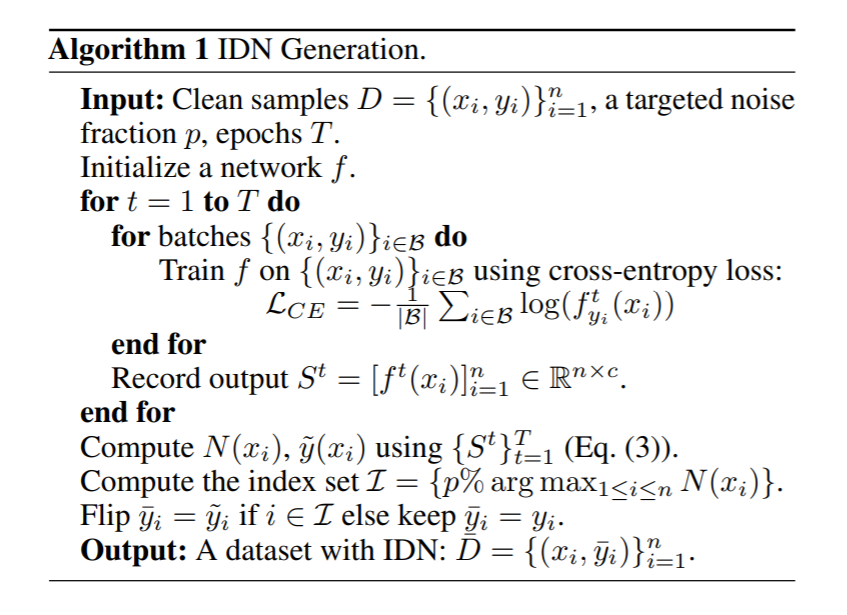 Algorithm 1 IDN Generation.
Input: Clean samples $D = \{(x_i, y_i)\}_{i=1}^{n}$, a targeted noise
fraction $p$, epochs $T$.
Initialize a network $f$.
for $t = 1$ to $T$ do
for batches $\{(x_i, y_i)\}_{i \in \mathcal{B}}$ do
Train $f$ on $\{(x_i, y_i)\}_{i \in \mathcal{B}}$ using cross-entropy loss:
$\mathcal{L}_{CE} = -\frac{1}{|\mathcal{B}|} \sum_{i \in \mathcal{B}} \log(f_{y_i}^{t}(x_i))$
end for
Record output $S^t = [f^t(x_i)]_{i=1}^{n} \in \mathbb{R}^{n \times c}$.
end for
Compute $N(x_i), \tilde{y}(x_i)$ using $\{S^t\}_{t=1}^{T}$ (Eq. (3)).
Compute the index set $\mathcal{I} = \{p\% \arg\max_{1 \leq i \leq n} N(x_i)\}$.
Flip $\bar{y}_i = \tilde{y}_i$ if $i \in \mathcal{I}$ else keep $\bar{y}_i = y_i$.
Output: A dataset with IDN: $\bar{D} = \{(x_i, \bar{y}_i)\}_{i=1}^{n}$.